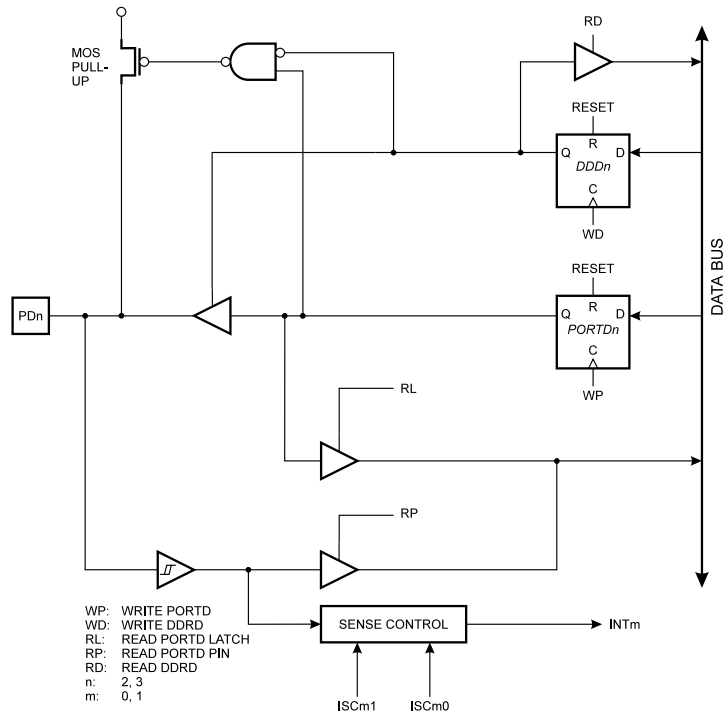 RD
MOS
PULL-
UP
RESET
R
Q
D
DDDn
C
WD
RESET
R
Q
D
PORTDn
C
WP
DATA BUS
PDn
RL
RP
WP: WRITE PORTD
WD: WRITE DDRD
RL: READ PORTD LATCH
RP: READ PORTD PIN
RD: READ DDRD
n: 2, 3
m: 0, 1
SENSE CONTROL
INTm
ISCm1
ISCm0